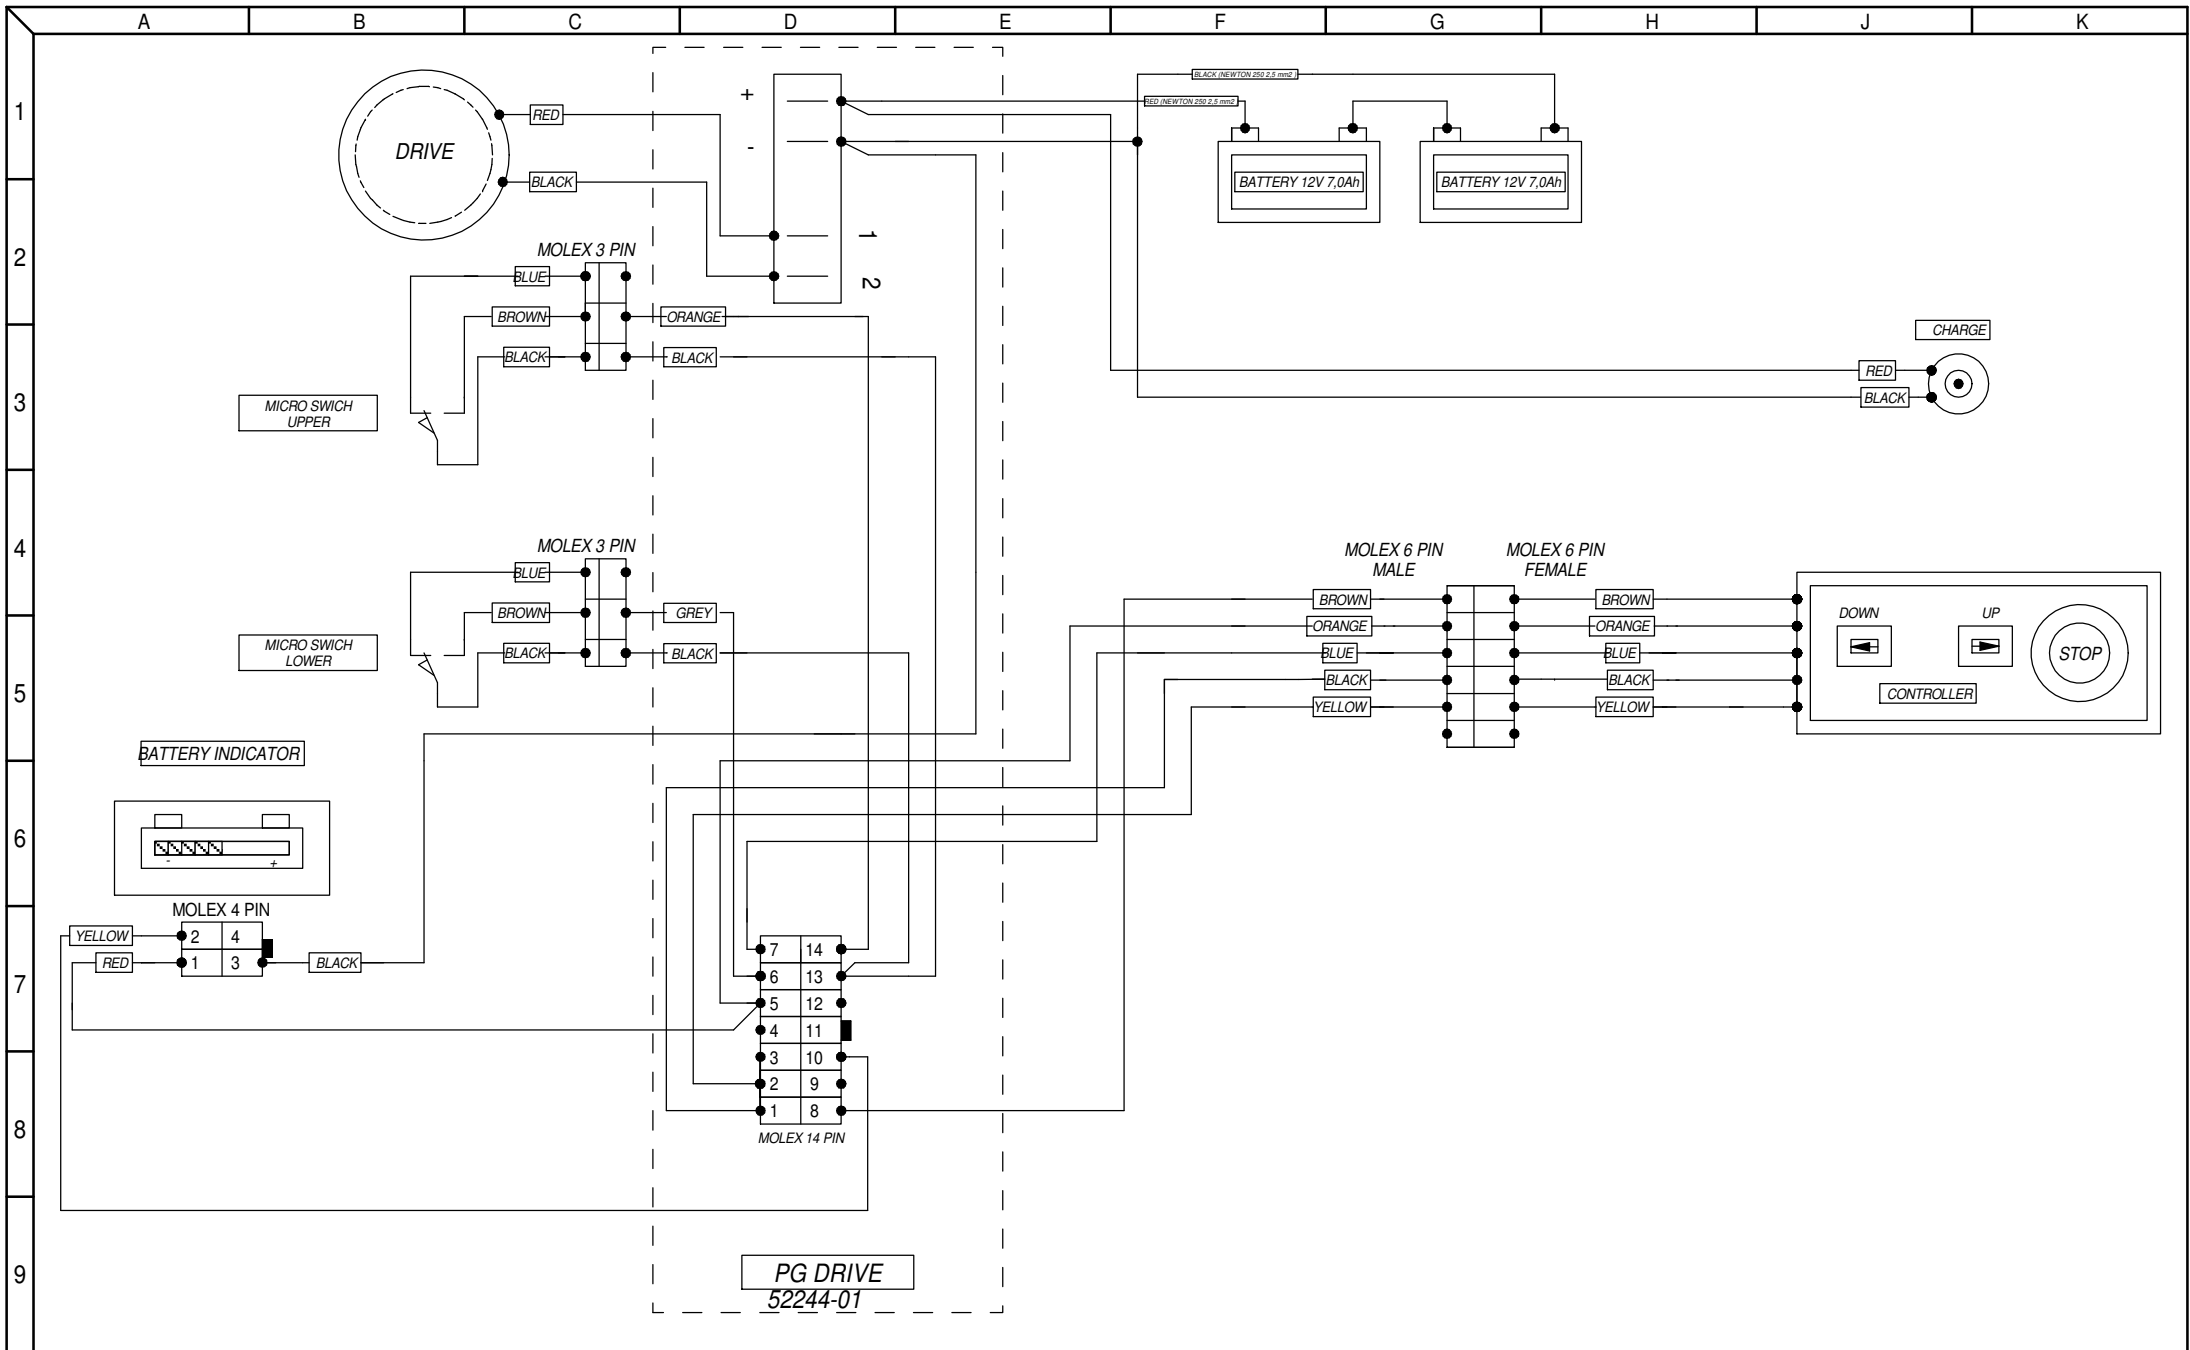 A B C D E F G H J K
1
2
3
4
5
6
7
8
9
DRIVE
RED
BLACK
+
-
1
2
BLACK (NEWTON 250 2,5 mm2 )
RED (NEWTON 250 2,5 mm2
BATTERY 12V 7,0Ah
BATTERY 12V 7,0Ah
CHARGE
RED
BLACK
MOLEX 3 PIN
BLUE
BROWN
BLACK
ORANGE
BLACK
MICRO SWICH
UPPER
MOLEX 3 PIN
BLUE
BROWN
BLACK
GREY
BLACK
MICRO SWICH
LOWER
MOLEX 6 PIN
MALE
MOLEX 6 PIN
FEMALE
BROWN
ORANGE
BLUE
BLACK
YELLOW
BROWN
ORANGE
BLUE
BLACK
YELLOW
DOWN
UP
STOP
CONTROLLER
BATTERY INDICATOR
- +
MOLEX 4 PIN
YELLOW
RED
2 4
1 3
BLACK
7 14
6 13
5 12
4 11
3 10
2 9
1 8
MOLEX 14 PIN
PG DRIVE
52244-01